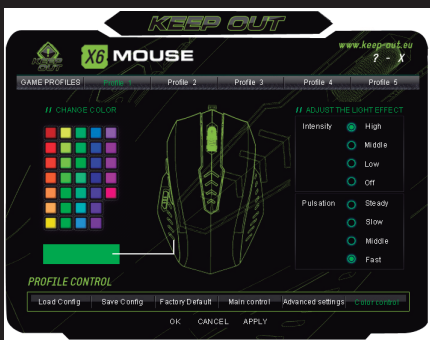 KEEP OUT
www.keep-out.eu
KEEP OUT
X6 MOUSE
? - X
GAME PROFILES Profile 1 Profile 2 Profile 3 Profile 4 Profile 5
// CHANGE COLOR
// ADJUST THE LIGHT EFFECT
Intensity High
Middle
Low
Off
Pulsation Steady
Slow
Middle
Fast
PROFILE CONTROL
Load Config Save Config Factory Default Main control Advanced settings Color control
OK CANCEL APPLY